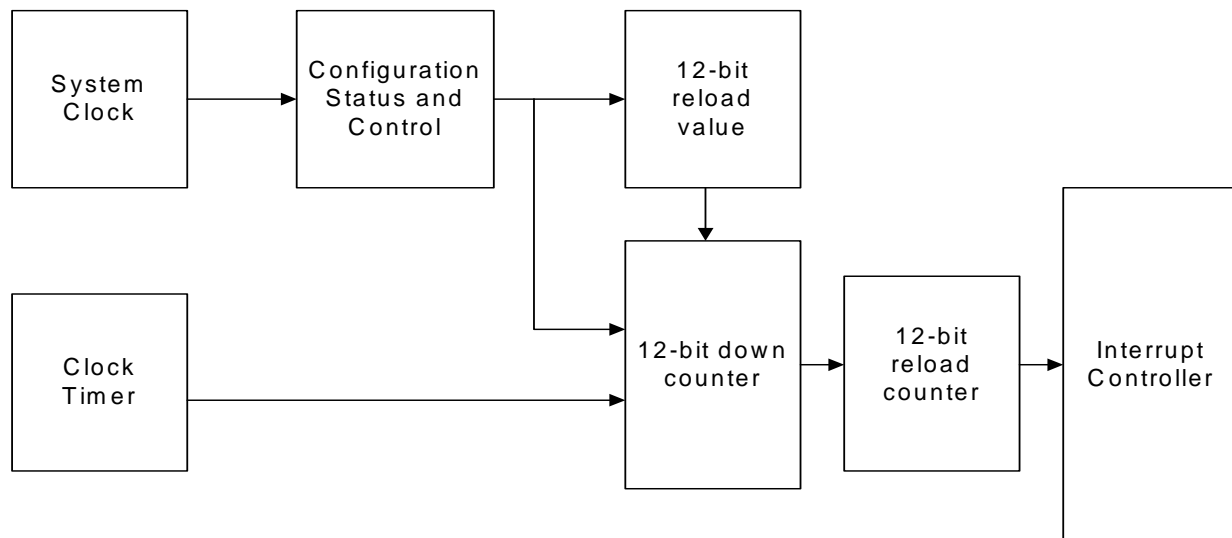 System
Clock
Configuration
Status and
Control
12-bit
reload
value
Clock
Timer
12-bit down
counter
12-bit
reload
counter
Interrupt
Controller